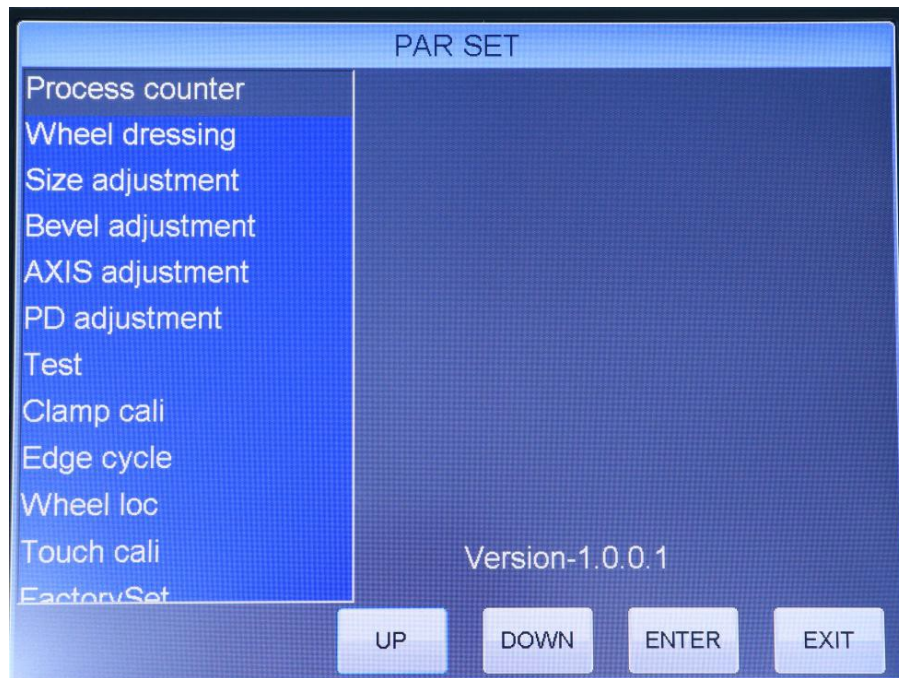 PAR SET
Process counter
Wheel dressing
Size adjustment
Bevel adjustment
AXIS adjustment
PD adjustment
Test
Clamp cali
Edge cycle
Wheel loc
Touch cali
FactorySet
Version-1.0.0.1
UP DOWN ENTER EXIT